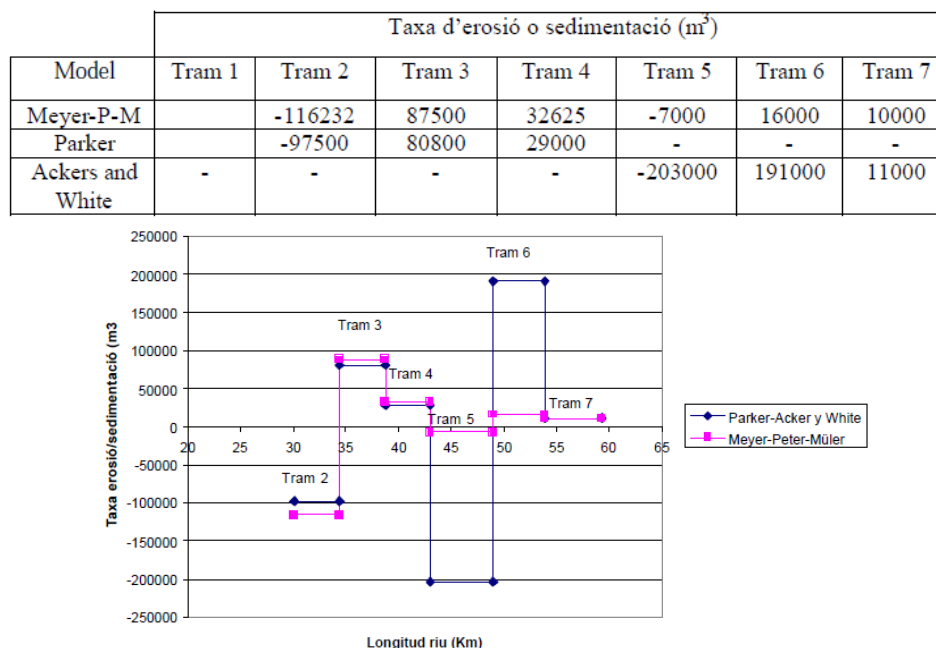 Taxa d'erosió o sedimentació (m³)
Model Tram 1 Tram 2 Tram 3 Tram 4 Tram 5 Tram 6 Tram 7
Meyer-P-M -116232 87500 32625 -7000 16000 10000
Parker -97500 80800 29000 - - -
Ackers and White - - - - -203000 191000 11000
250000
200000
150000
100000
50000
0
-50000
-100000
-150000
-200000
-250000
Taxa erosió/sedimentació (m3
20 25 30 35 40 45 50 55 60 65
Tram 2
Tram 3
Tram 4
Tram 5
Tram 6
Tram 7
Longitud riu (Km)
Parker-Acker y White
Meyer-Peter-Müler